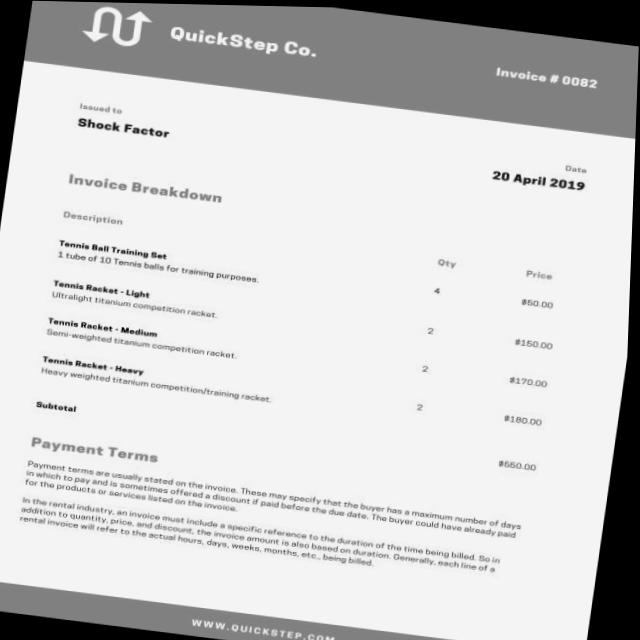 QuickStep Co.
Invoice # 0082
Issued to
Shock Factor
Date
20 April 2019
Invoice Breakdown
Description
Qty
Price
Tennis Ball Training Set
1 tube of 10 Tennis balls for training purposes.
4
$50.00
Tennis Racket - Light
Ultralight titanium competition racket.
2
$150.00
Tennis Racket - Medium
Semi-weighted titanium competition racket.
2
$170.00
Tennis Racket - Heavy
Heavy weighted titanium competition/training racket.
2
$180.00
Subtotal
$550.00
Payment Terms
Payment terms are usually stated on the invoice. These may specify that the buyer has a maximum number of days
in which to pay and is sometimes offered a discount if paid before the due date. The buyer could have already paid
for the products or services listed on the invoice.
In the rental industry, an invoice must include a specific reference to the duration of the time being billed. So in
addition to quantity, price, and discount, the invoice amount is also based on duration. Generally, each line of a
rental invoice will refer to the actual hours, days, weeks, months, etc., being billed.
WWW.QUICKSTEP.COM